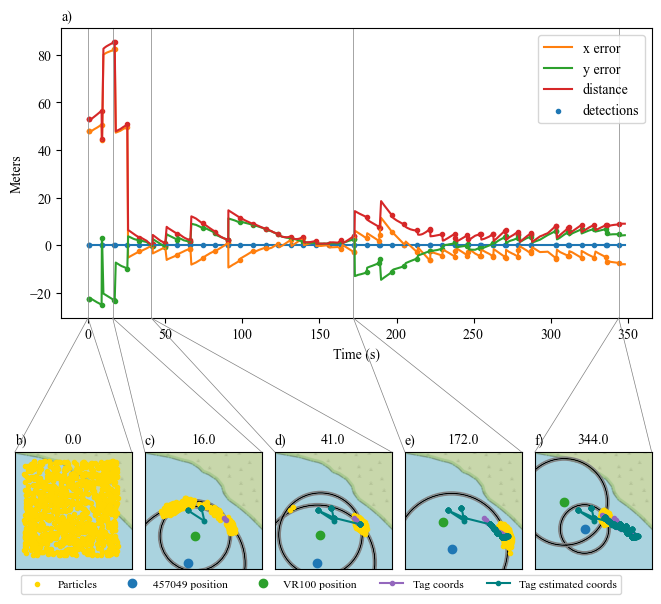 a)
80
60
40
20
0
−20
Meters
x error
y error
distance
detections
0 50 100 150 200 250 300 350
Time (s)
b) 0.0
c) 16.0
d) 41.0
e) 172.0
f) 344.0
Particles 457049 position VR100 position Tag coords Tag estimated coords